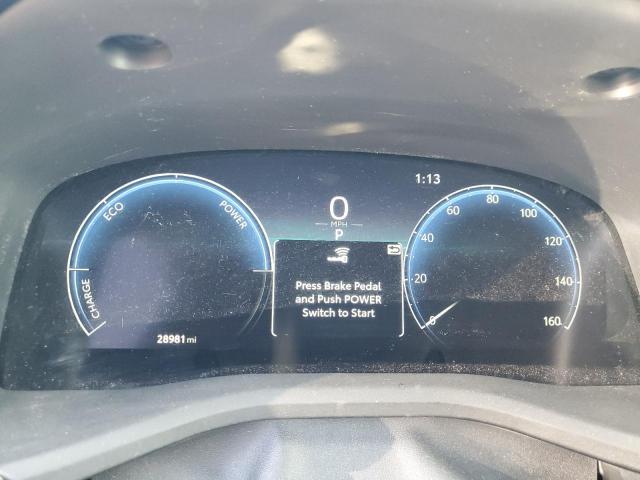 ECO
POWER
CHARGE
28981 mi
0
MPH
P
Press Brake Pedal
and Push POWER
Switch to Start
1:13
0
20
40
60
80
100
120
140
160